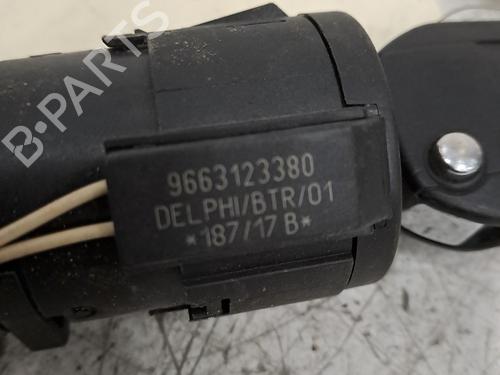 B-PARTS
9663123380
DELPHI/BTR/01
*187/17 B*